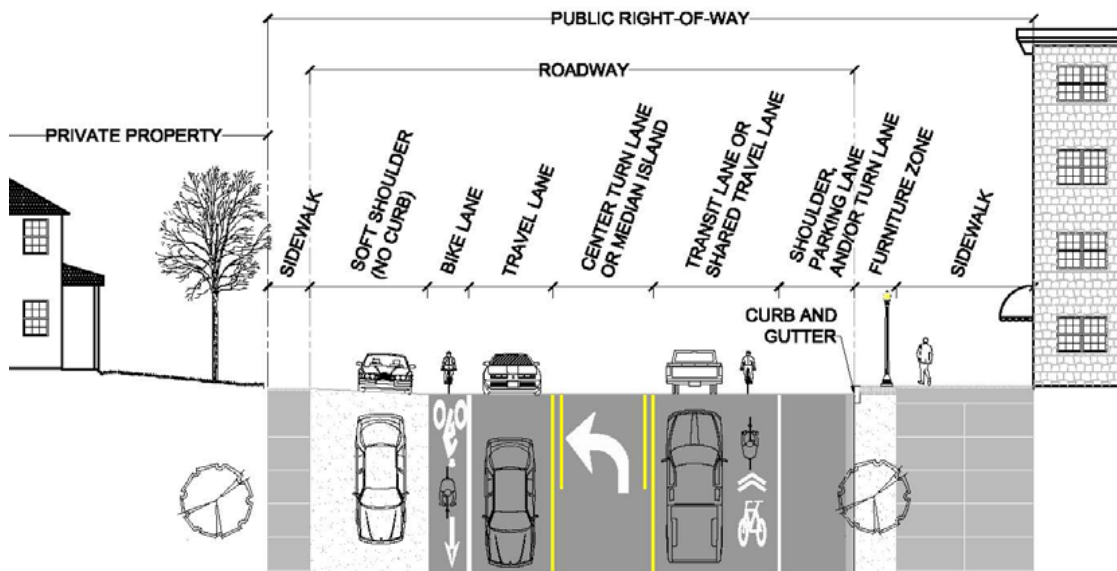 PUBLIC RIGHT-OF-WAY
ROADWAY
PRIVATE PROPERTY
SIDEWALK
SOFT SHOULDER
(NO CURB)
BIKE LANE
TRAVEL LANE
CENTER TURN LANE
OR MEDIAN ISLAND
TRANSIT LANE OR
SHARED TRAVEL LANE
SHOULDER,
PARKING LANE
AND/OR TURN LANE
FURNITURE ZONE
SIDEWALK
CURB AND
GUTTER